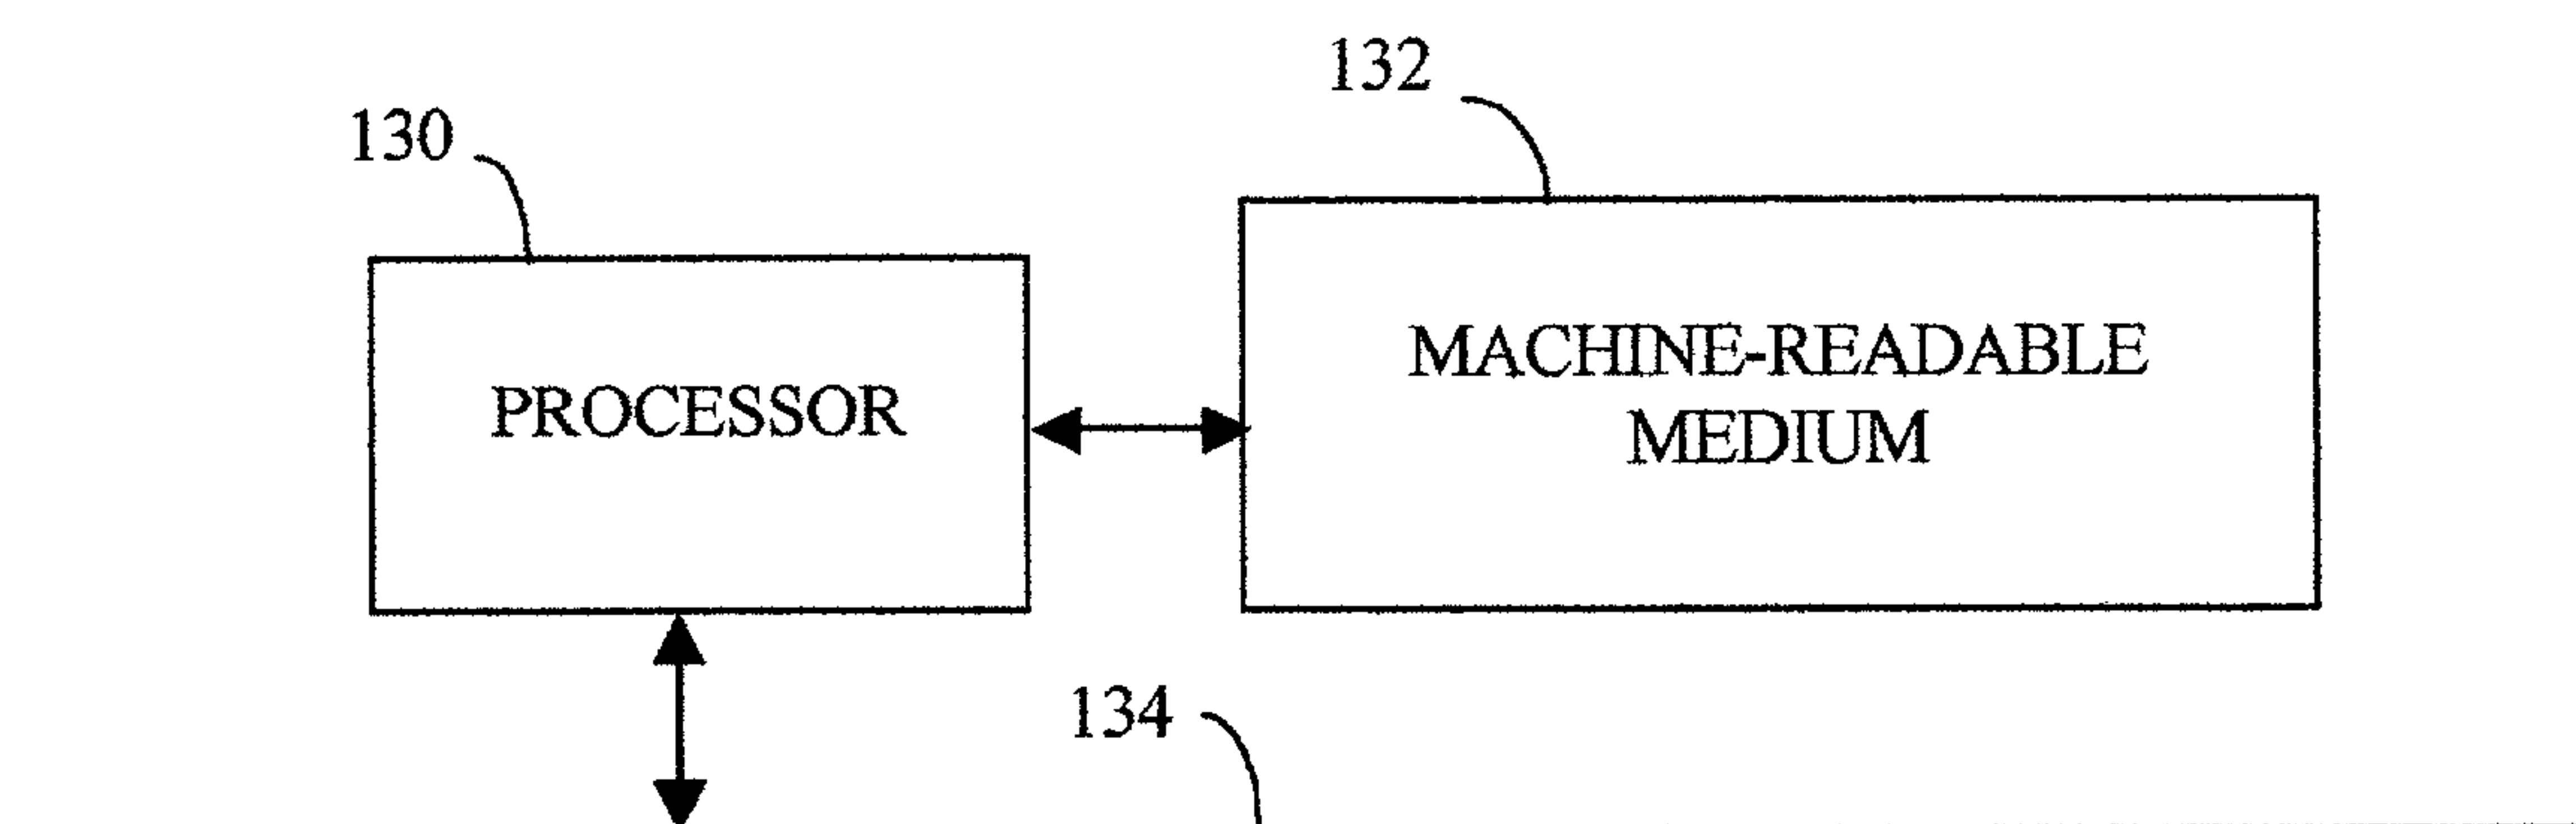 132
130
MACHINE-READABLE
MEDIUM
PROCESSOR
134